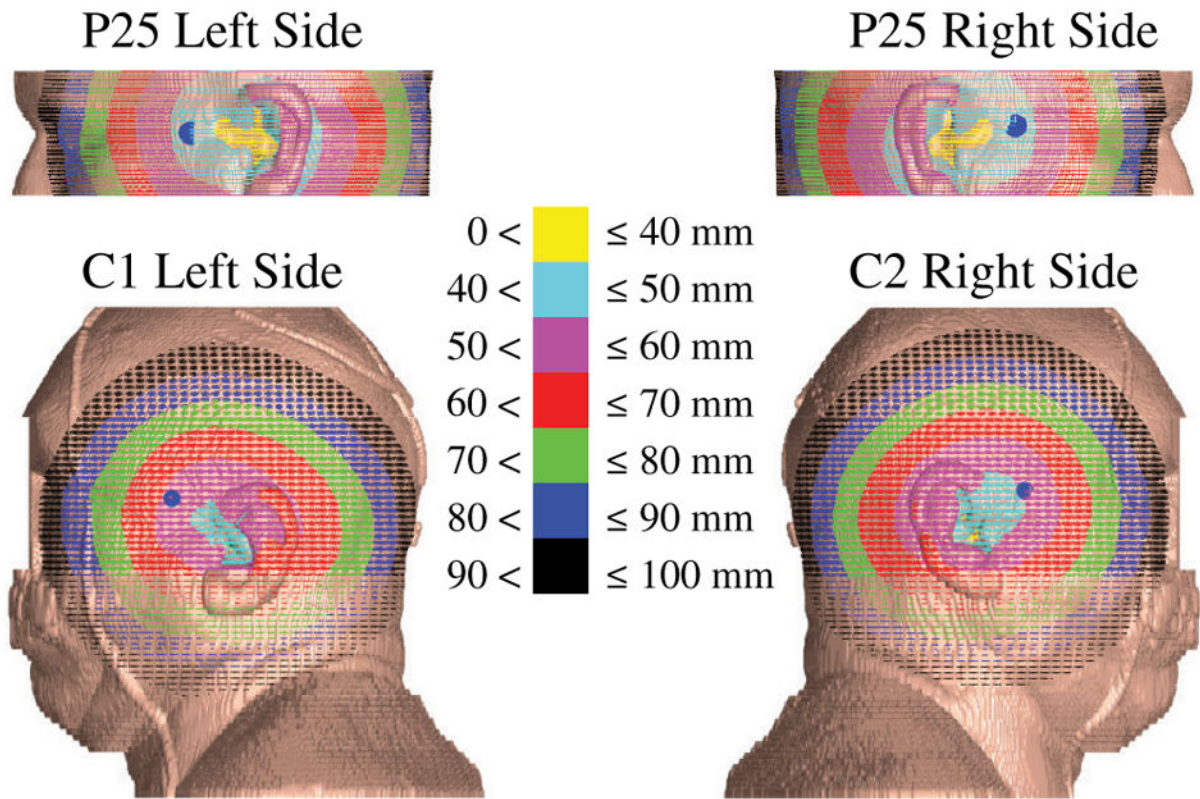 P25 Left Side
P25 Right Side
C1 Left Side
C2 Right Side
0 < ≤ 40 mm
40 < ≤ 50 mm
50 < ≤ 60 mm
60 < ≤ 70 mm
70 < ≤ 80 mm
80 < ≤ 90 mm
90 < ≤ 100 mm